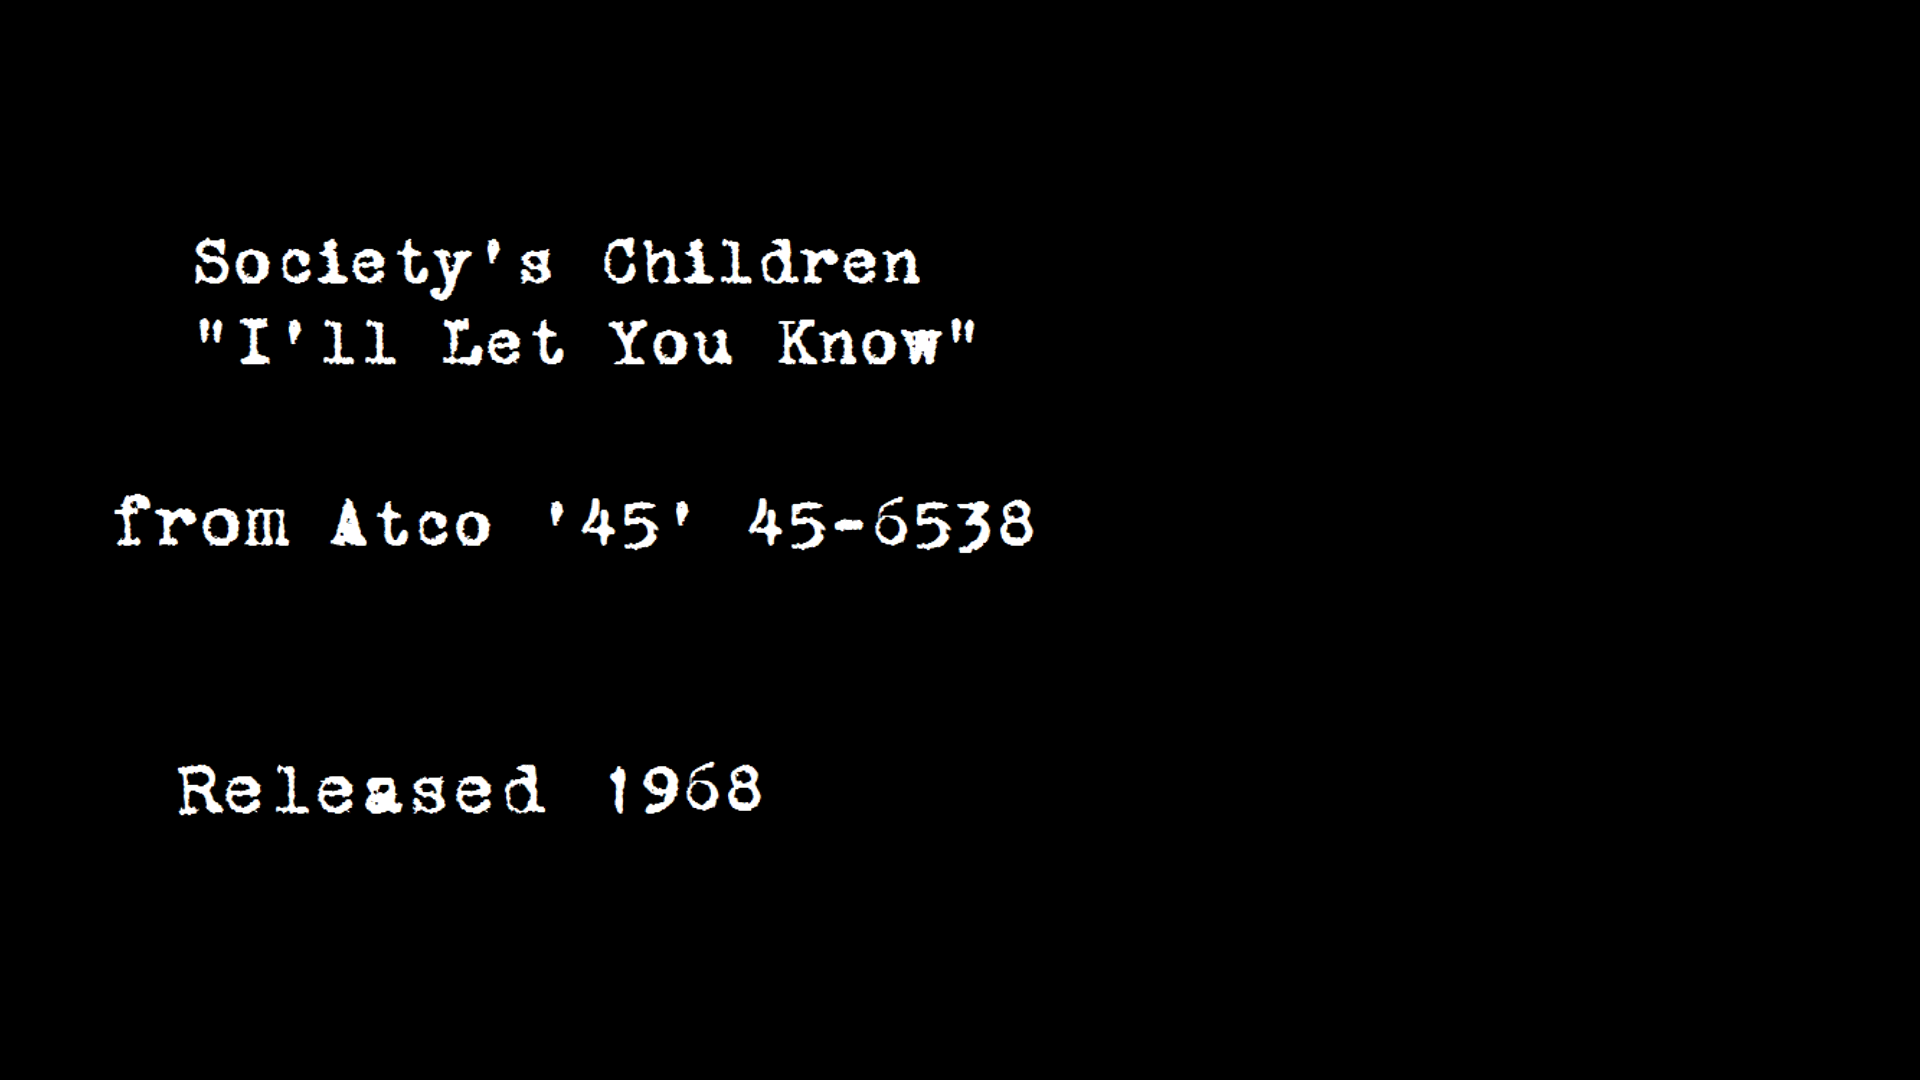 Society's Children
"I'll Let You Know"
from Atco '45' 45-6538
Released 1968